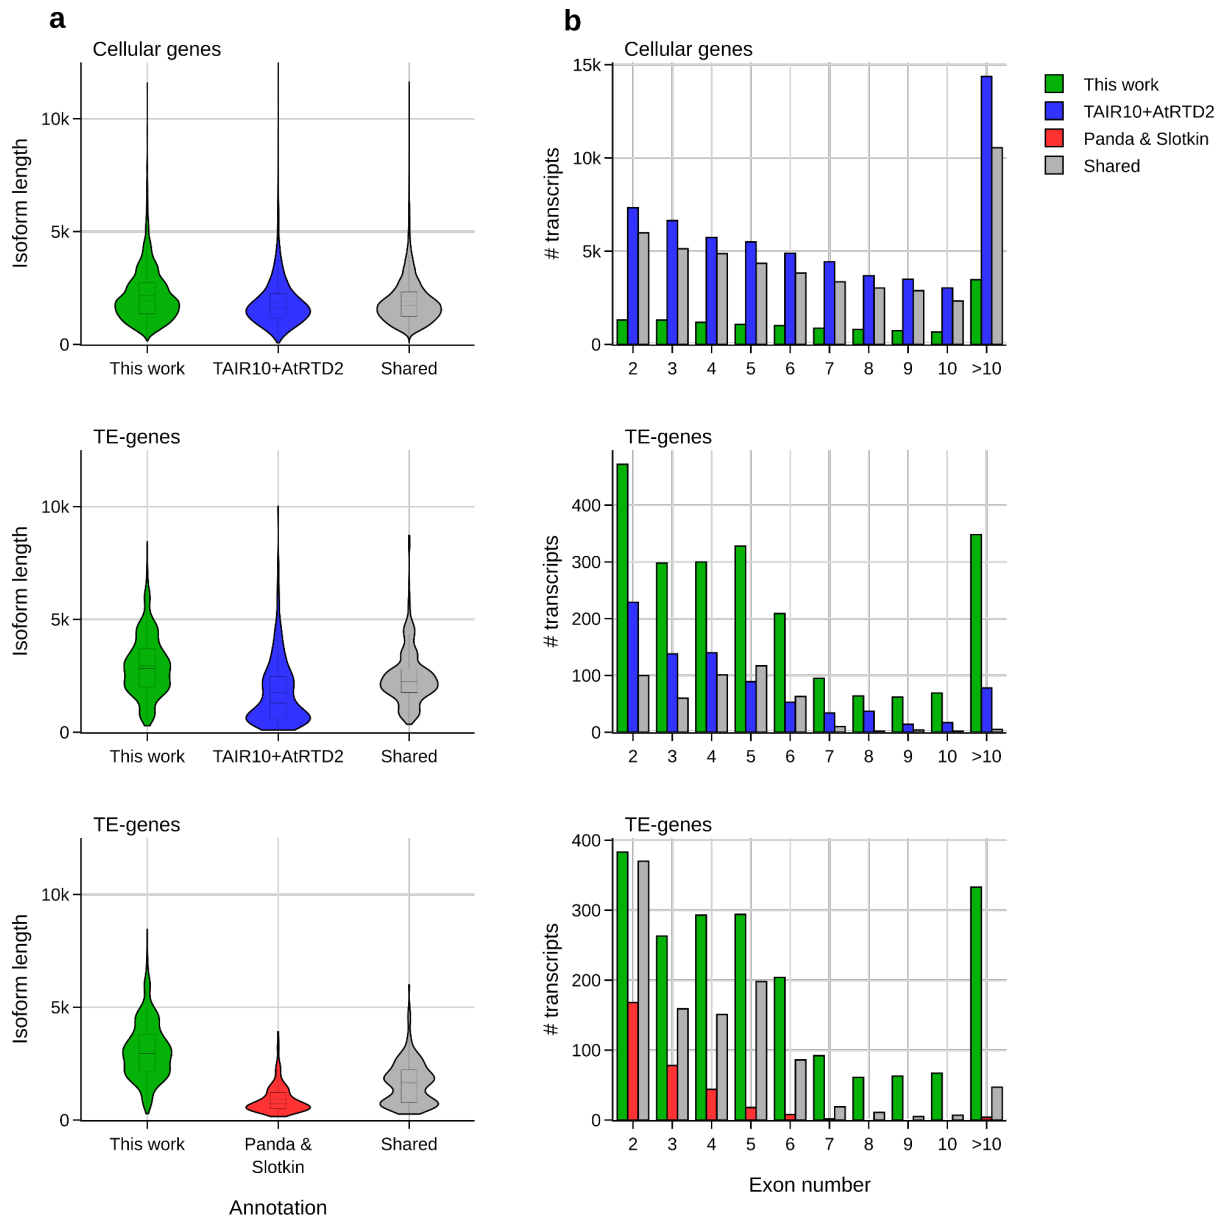 a
Cellular genes
Isoform length
10k
5k
0
This work
TAIR10+AtRTD2
Shared
TE-genes
Isoform length
10k
5k
0
This work
TAIR10+AtRTD2
Shared
TE-genes
Isoform length
10k
5k
0
This work
Panda &
Slotkin
Shared
Annotation
b
Cellular genes
# transcripts
15k
10k
5k
0
2 3 4 5 6 7 8 9 10 >10
TE-genes
# transcripts
400
300
200
100
0
2 3 4 5 6 7 8 9 10 >10
TE-genes
# transcripts
400
300
200
100
0
2 3 4 5 6 7 8 9 10 >10
Exon number
This work
TAIR10+AtRTD2
Panda & Slotkin
Shared